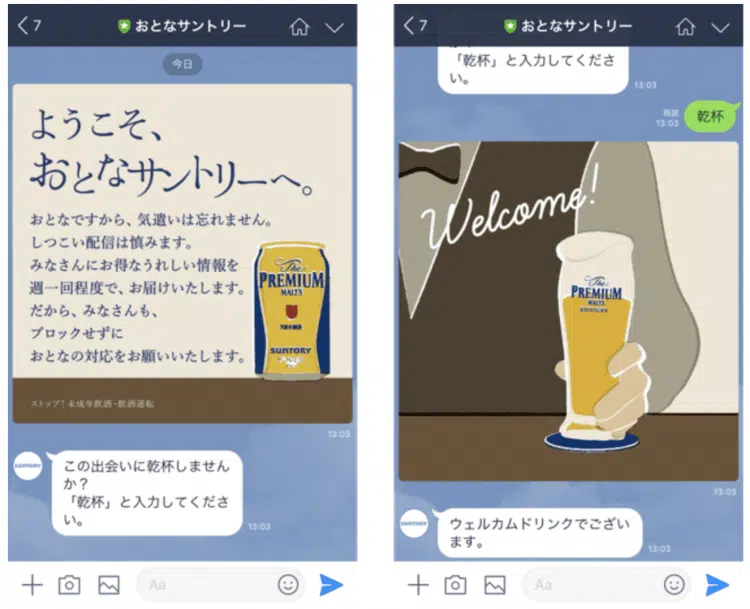 7
おとなサントリー
今日
ようこそ、
おとなサントリーへ。
おとなですから、気遣いは忘れません。
しつこい配信は慎みます。
みなさんにお得なうれしい情報を
週一回程度で、お届けいたします。
だから、みなさんも、
ブロックせずに
おとなの対応をお願いいたします。
The
PREMIUM
MALT'S
SUNTORY
ストップ！未成年飲酒・飲酒運転
13:03
SUNTORY
この出会いに乾杯しません
か？
「乾杯」と入力してくださ
い。
13:03
Aa
7
おとなサントリー
「乾杯」と入力してくださ
い。
13:03
既読
13:03
乾杯
Welcome!
The
PREMIUM
MALT'S
13:03
SUNTORY
ウェルカムドリンクでござい
ます。
13:03
Aa